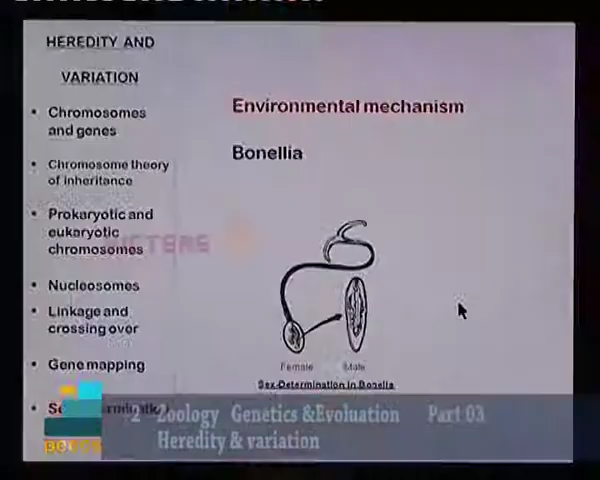 HEREDITY AND
VARIATION
• Chromosomes
and genes
• Chromosome theory
of inheritance
• Prokaryotic and
eukaryotic
chromosomes
• Nucleosomes
• Linkage and
crossing over
• Gene mapping
Environmental mechanism
Bonellia
Female Male
Sex-Determination in Bonella
2 Zoology Genetics &Evolution Part 03
Heredity & variation